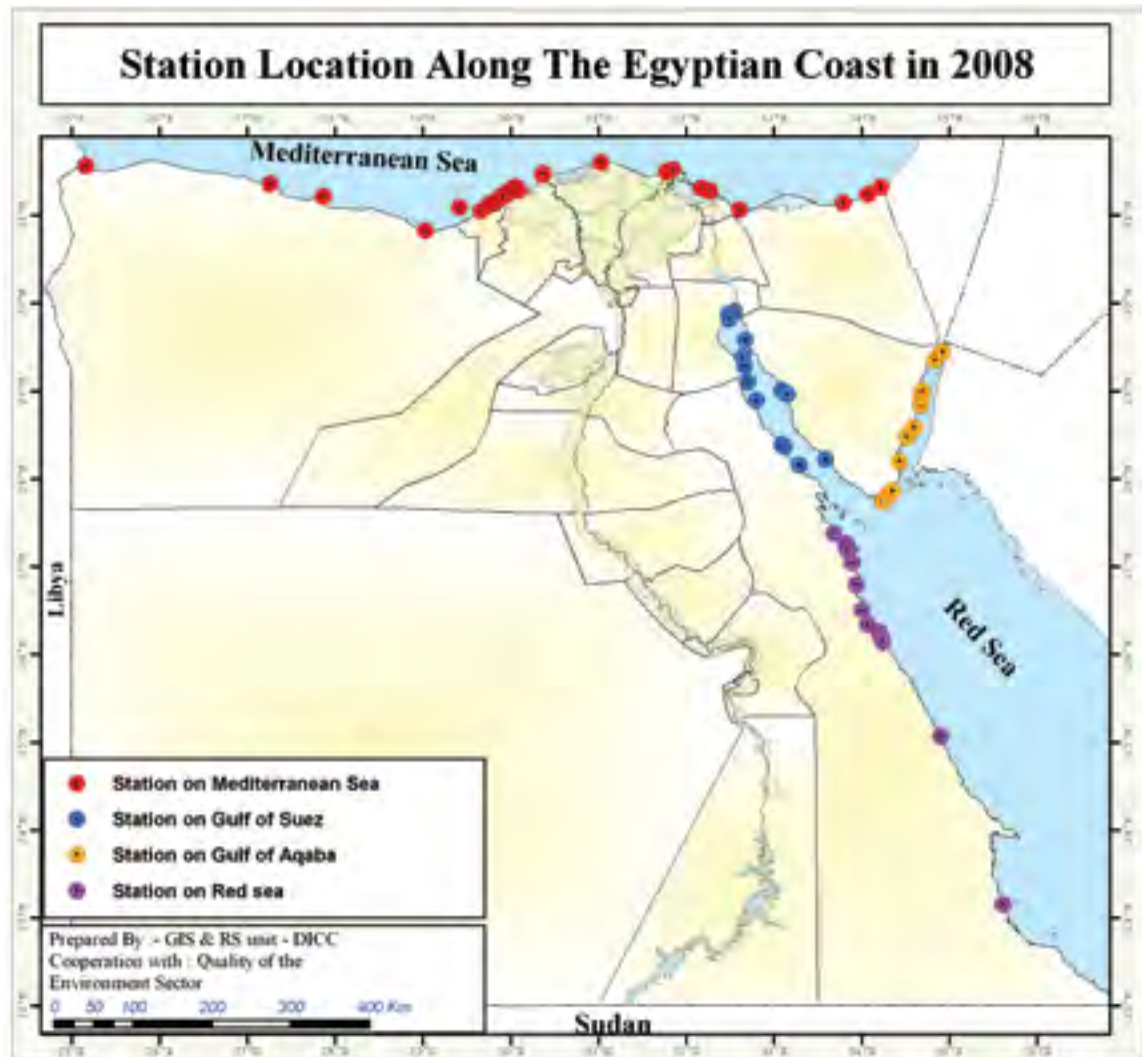 Station Location Along The Egyptian Coast in 2008
Mediterranean Sea
Libya
Red Sea
Station on Mediterranean Sea
Station on Gulf of Suez
Station on Gulf of Aqaba
Station on Red sea
Prepared By :- GIS & RS unit - DICC
Cooperation with : Quality of the
Environment Sector
0 50 100 200 300 400 Km
Sudan